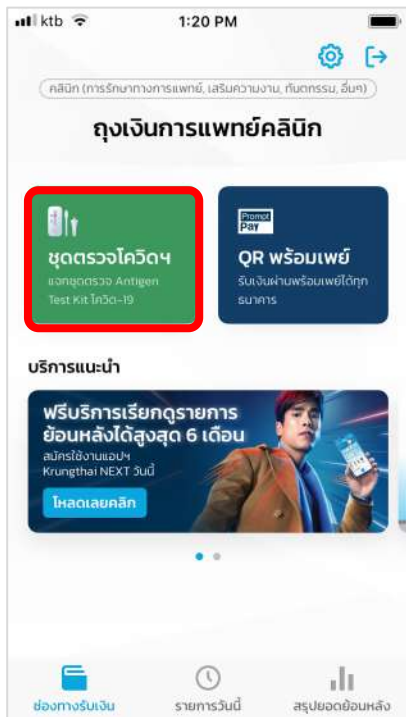 ktb
1:20 PM
คลินิก (การรักษาทางการแพทย์, เสริมความงาม, ทันตกรรม, อื่นๆ)
ถุงเงินการแพทย์คลินิก
ชุดตรวจโควิดฯ
แจกชุดตรวจ Antigen
Test Kit โควิด-19
Prompt
Pay
QR พร้อมเพย์
รับเงินผ่านพร้อมเพย์ได้ทุก
ธนาคาร
บริการแนะนำ
ฟรีบริการเรียกดูรายการ
ย้อนหลังได้สูงสุด 6 เดือน
สมัครใช้งานแอปฯ
Krungthai NEXT วันนี้
โหลดเลยคลิก
ช่องทางรับเงิน
รายการวันนี้
สรุปยอดย้อนหลัง